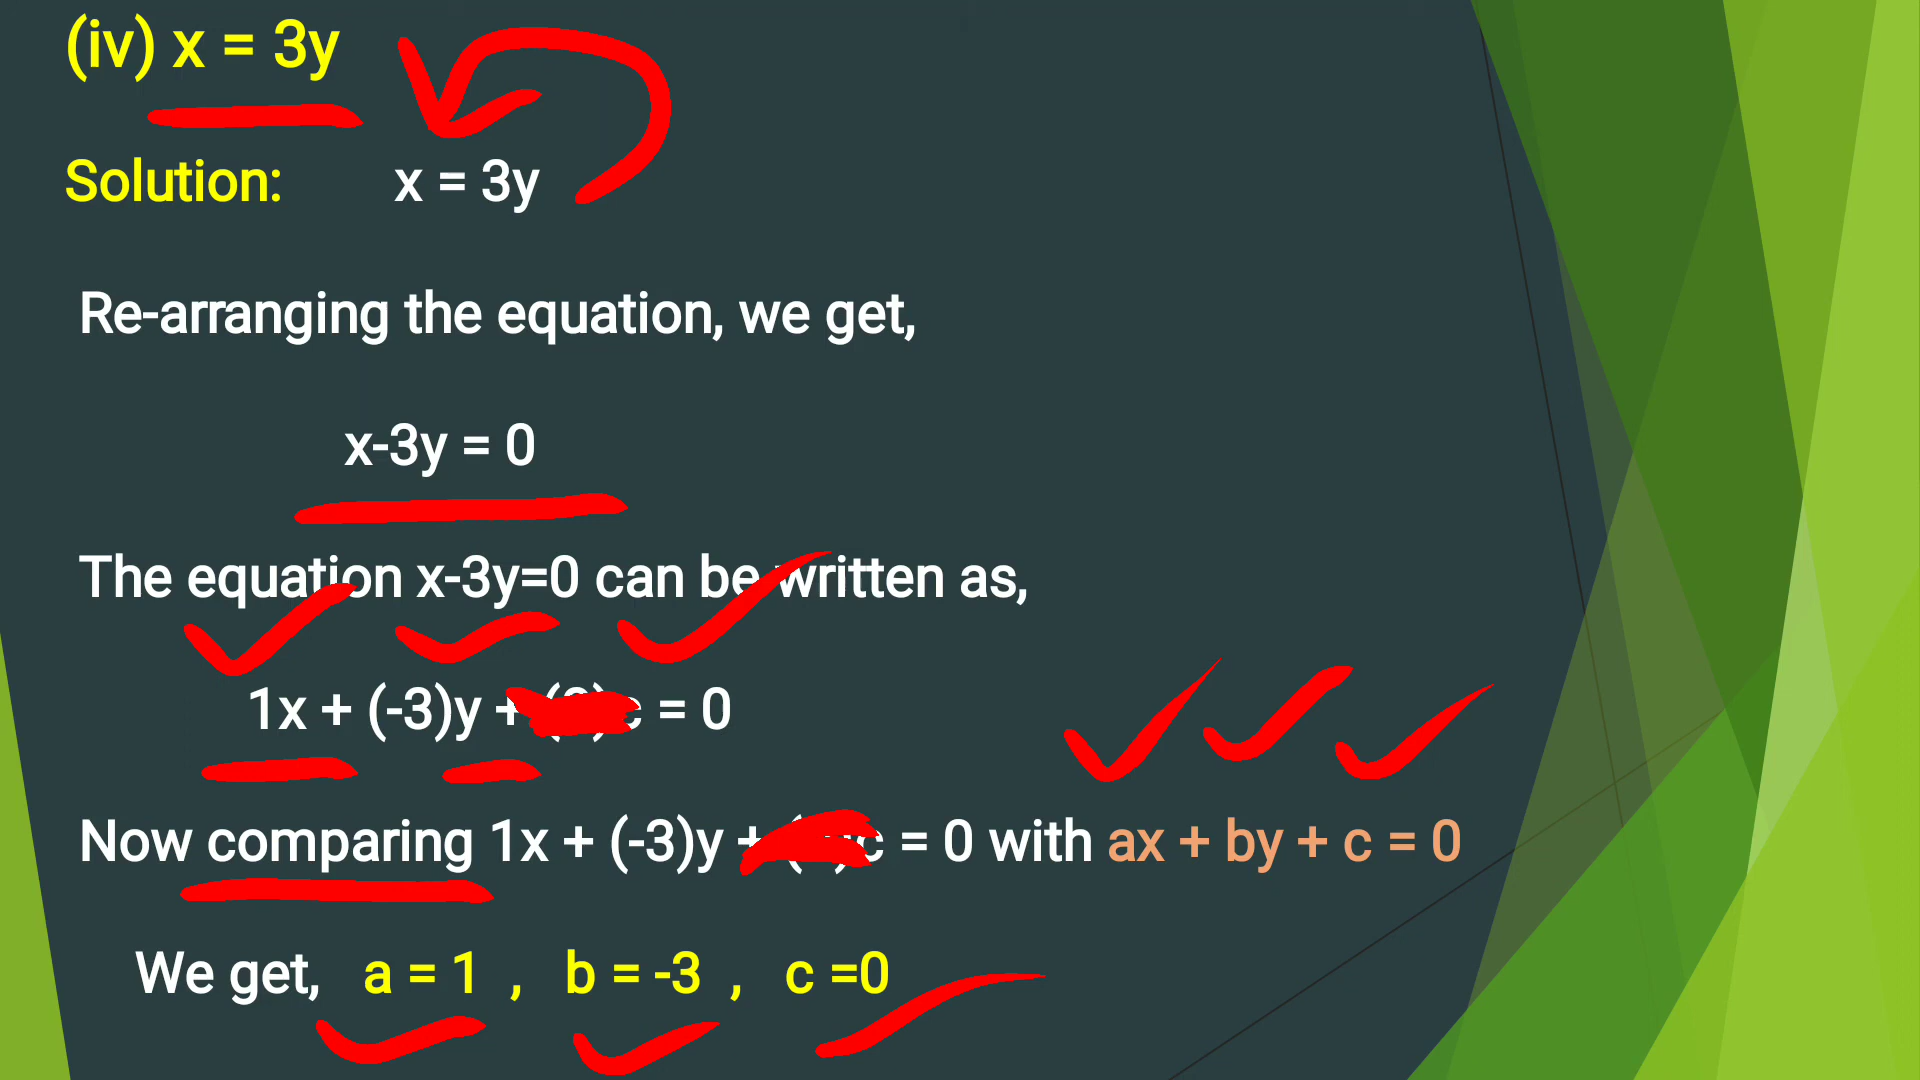 (iv) x = 3y
Solution: x = 3y
Re-arranging the equation, we get,
x-3y = 0
The equation x-3y=0 can be written as,
1x + (-3)y + = 0
Now comparing 1x + (-3)y + c = 0 with ax + by + c = 0
We get, a = 1 , b = -3 , c =0